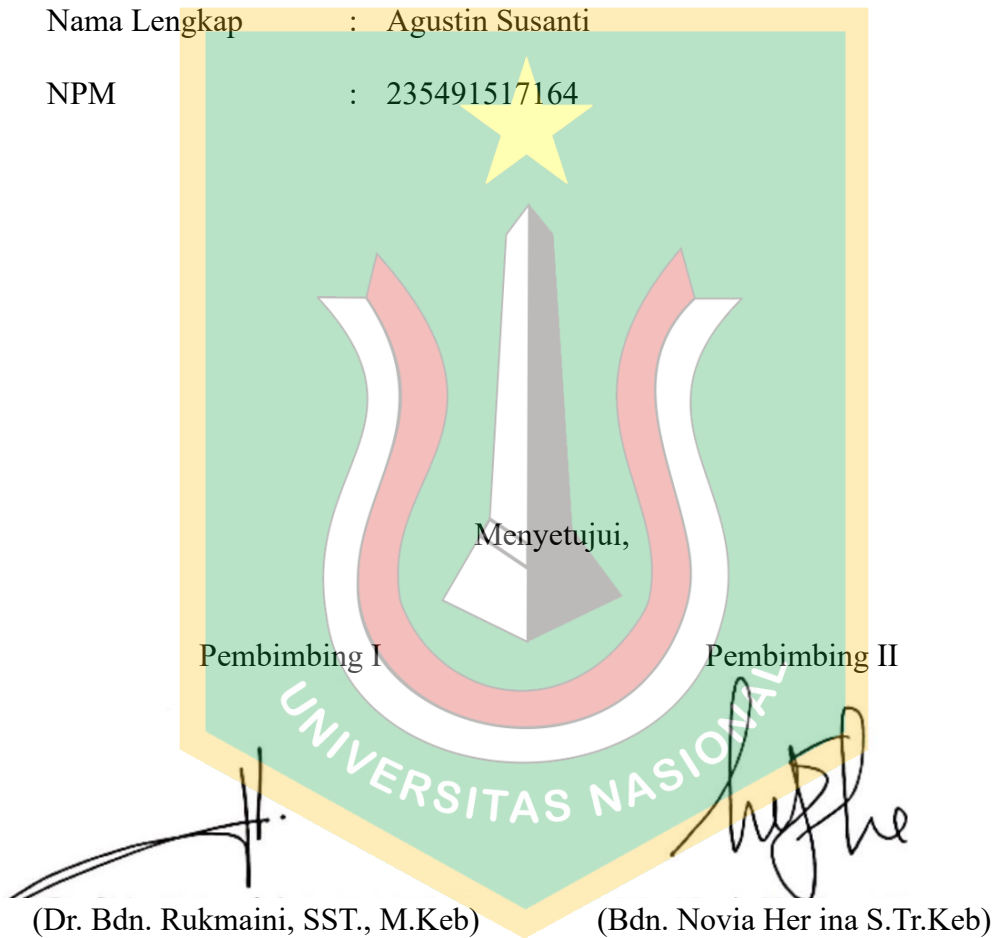 Nama Lengkap : Agustin Susanti
NPM : 235491517164
Menyetujui,
Pembimbing I Pembimbing II
UNIVERSITAS NASIONAL
(Dr. Bdn. Rukmaini, SST., M.Keb) (Bdn. Novia Her ina S.Tr.Keb)